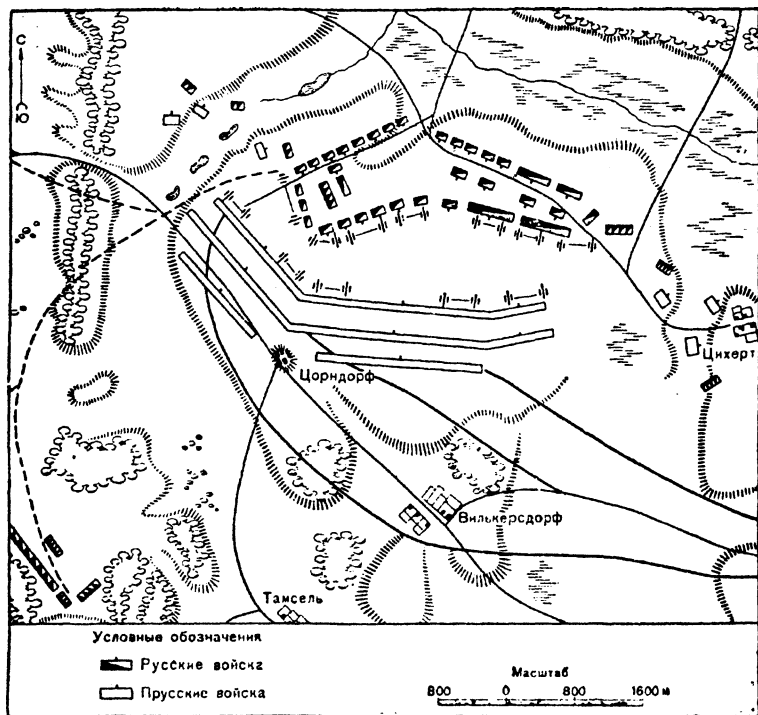 С
Ю
Цихерт
Цорндорф
Вилькерсдорф
Тамсель
Условные обозначения
Русские войска
Прусские войска
Масштаб
800 0 800 1600 м